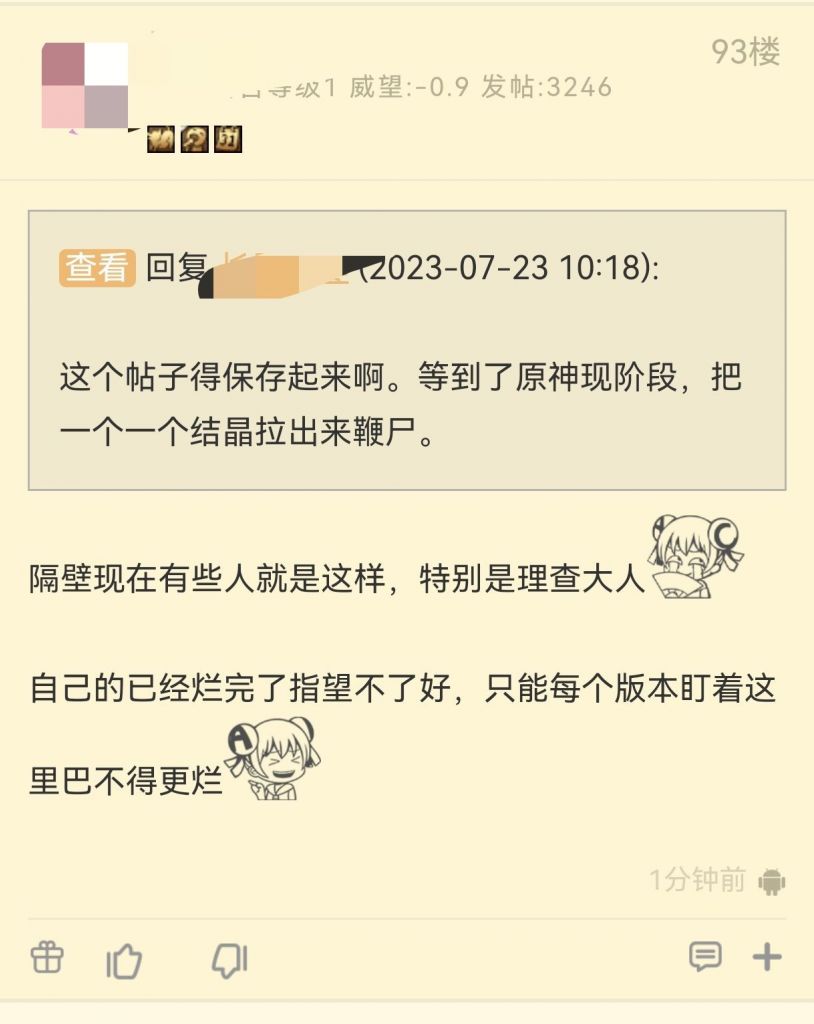 93楼
等级1 威望:-0.9 发帖:3246
查看 回复 (2023-07-23 10:18):
这个帖子得保存起来啊。等到了原神现阶段，把
一个一个结晶拉出来鞭尸。
隔壁现在有些人就是这样，特别是理查大人
自己的已经烂完了指望不了好，只能每个版本盯着这
里巴不得更烂
1分钟前